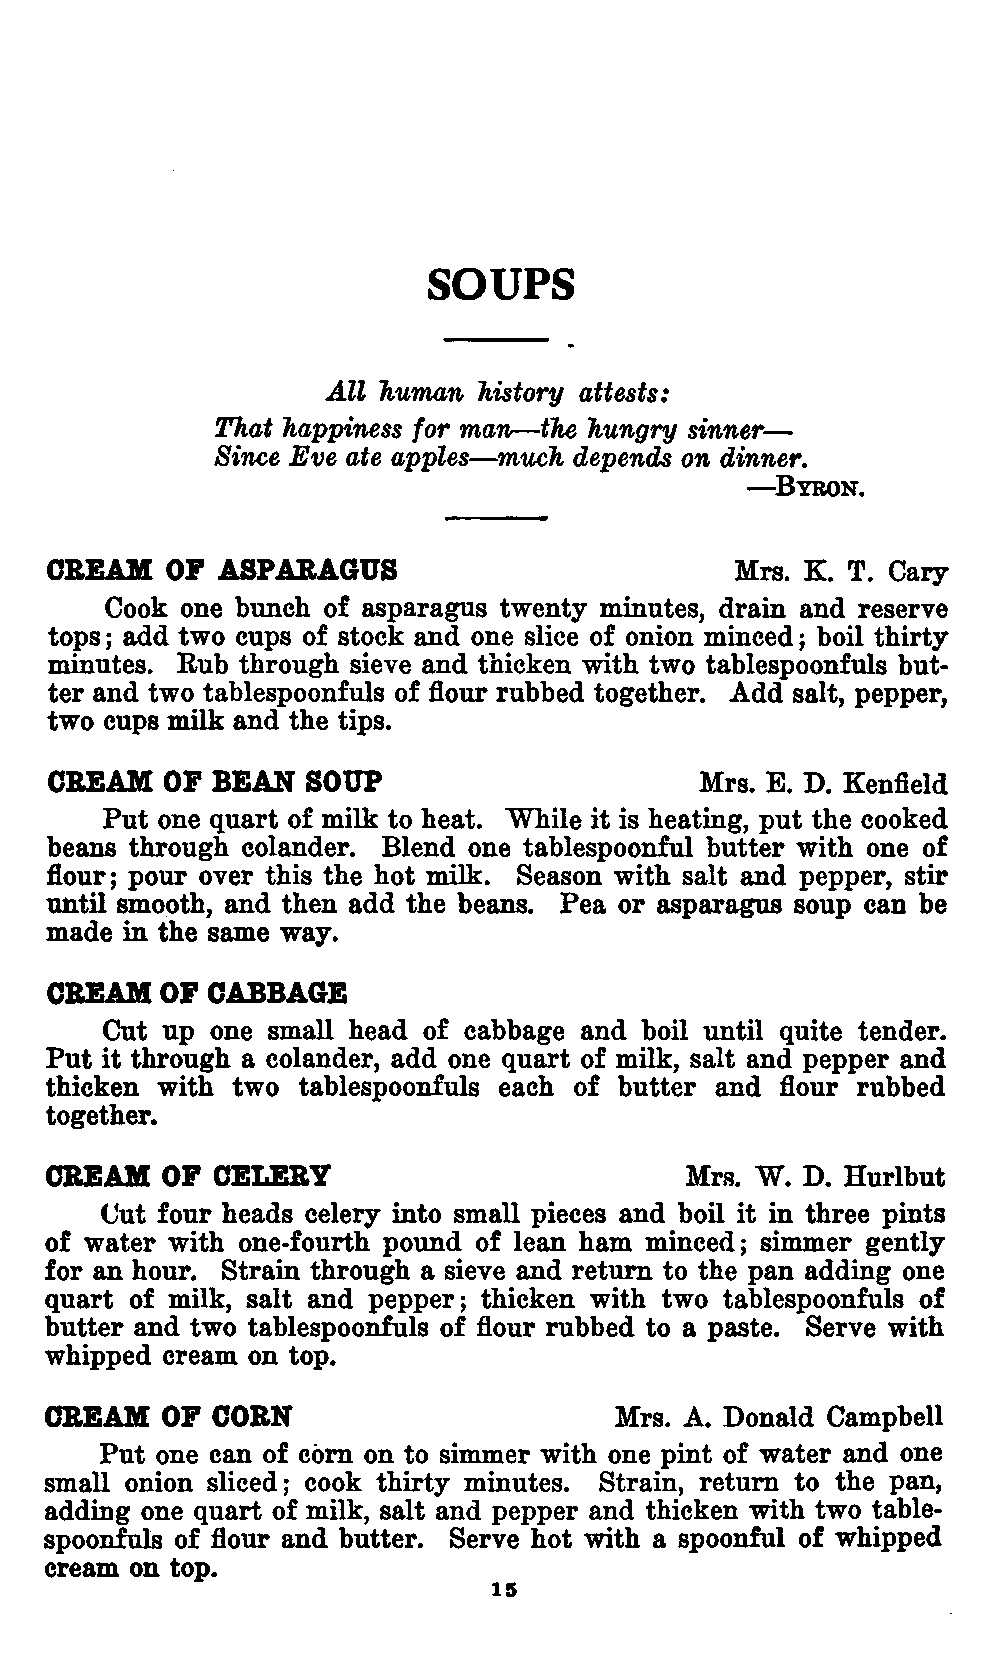 SOUPS
All human history attests:
That happiness for man—the hungry sinner—
Since Eve ate apples—much depends on dinner.
—BYRON.
CREAM OF ASPARAGUS Mrs. K. T. Cary
Cook one bunch of asparagus twenty minutes, drain and reserve
tops; add two cups of stock and one slice of onion minced; boil thirty
minutes. Rub through sieve and thicken with two tablespoonfuls but-
ter and two tablespoonfuls of flour rubbed together. Add salt, pepper,
two cups milk and the tips.
CREAM OF BEAN SOUP Mrs. E. D. Kenfield
Put one quart of milk to heat. While it is heating, put the cooked
beans through colander. Blend one tablespoonful butter with one of
flour; pour over this the hot milk. Season with salt and pepper, stir
until smooth, and then add the beans. Pea or asparagus soup can be
made in the same way.
CREAM OF CABBAGE
Cut up one small head of cabbage and boil until quite tender.
Put it through a colander, add one quart of milk, salt and pepper and
thicken with two tablespoonfuls each of butter and flour rubbed
together.
CREAM OF CELERY Mrs. W. D. Hurlbut
Cut four heads celery into small pieces and boil it in three pints
of water with one-fourth pound of lean ham minced; simmer gently
for an hour. Strain through a sieve and return to the pan adding one
quart of milk, salt and pepper; thicken with two tablespoonfuls of
butter and two tablespoonfuls of flour rubbed to a paste. Serve with
whipped cream on top.
CREAM OF CORN Mrs. A. Donald Campbell
Put one can of corn on to simmer with one pint of water and one
small onion sliced; cook thirty minutes. Strain, return to the pan,
adding one quart of milk, salt and pepper and thicken with two table-
spoonfuls of flour and butter. Serve hot with a spoonful of whipped
cream on top.
15